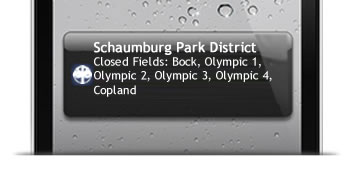 Schaumburg Park District
Closed Fields: Bock, Olympic 1,
Olympic 2, Olympic 3, Olympic 4,
Copland